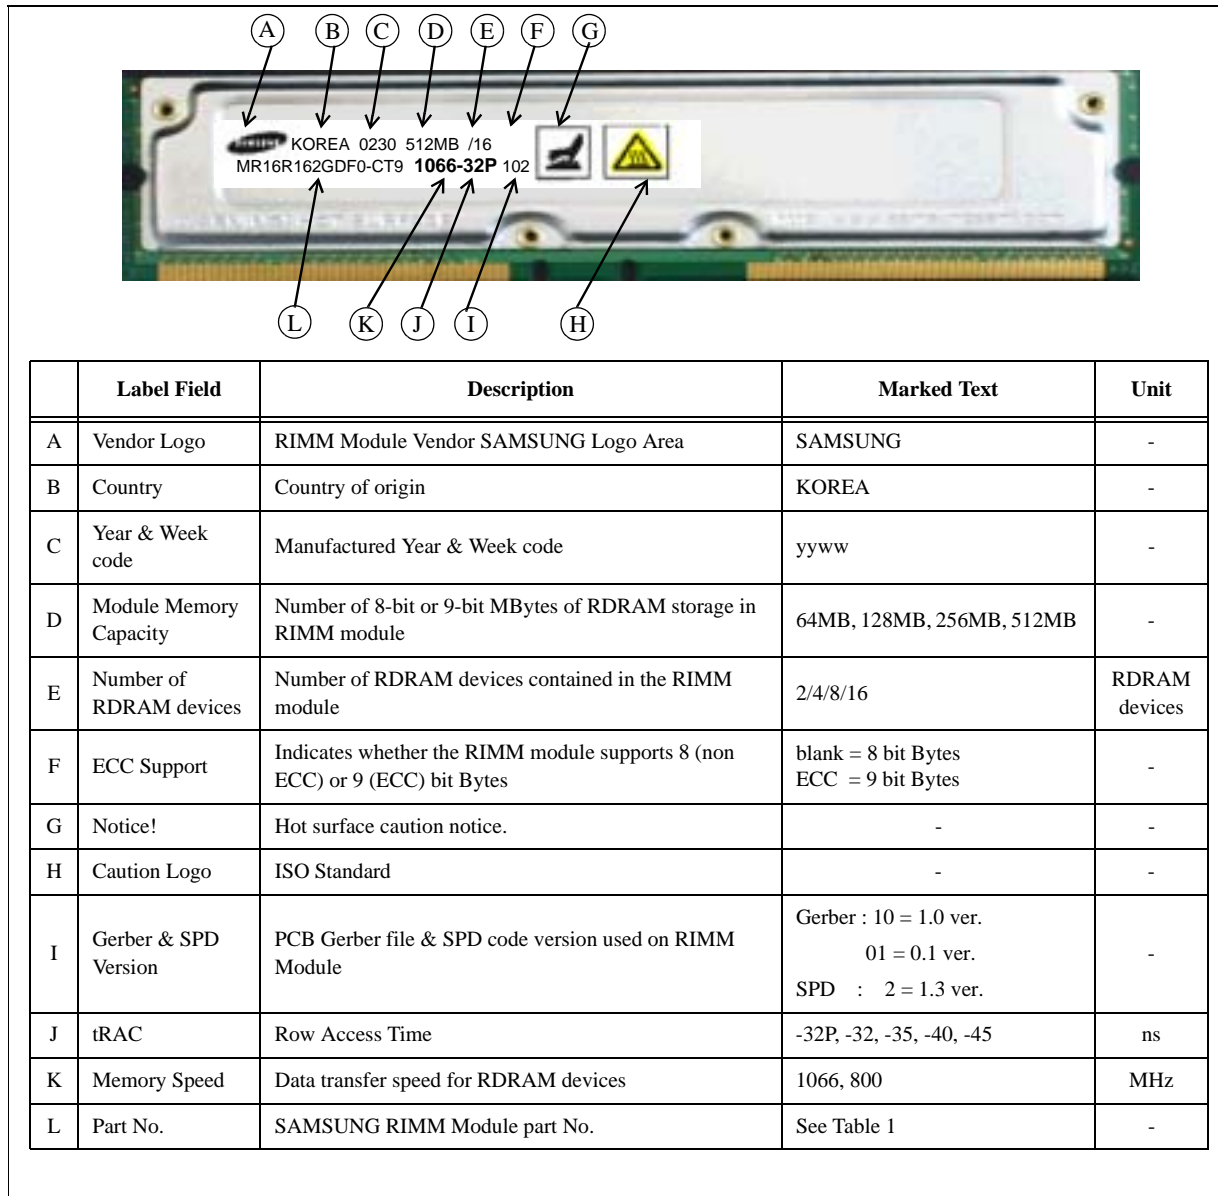 A B C D E F G
SAMSUNG KOREA 0230 512MB /16
MR16R162GDF0-CT9 1066-32P 102
L K J I H
Label Field Description Marked Text Unit
A Vendor Logo RIMM Module Vendor SAMSUNG Logo Area SAMSUNG -
B Country Country of origin KOREA -
C Year & Week code Manufactured Year & Week code yyww -
D Module Memory Capacity Number of 8-bit or 9-bit MBytes of RDRAM storage in RIMM module 64MB, 128MB, 256MB, 512MB -
E Number of RDRAM devices Number of RDRAM devices contained in the RIMM module 2/4/8/16 RDRAM devices
F ECC Support Indicates whether the RIMM module supports 8 (non ECC) or 9 (ECC) bit Bytes blank = 8 bit Bytes ECC = 9 bit Bytes -
G Notice! Hot surface caution notice. - -
H Caution Logo ISO Standard - -
I Gerber & SPD Version PCB Gerber file & SPD code version used on RIMM Module Gerber : 10 = 1.0 ver. 01 = 0.1 ver. SPD : 2 = 1.3 ver. -
J tRAC Row Access Time -32P, -32, -35, -40, -45 ns
K Memory Speed Data transfer speed for RDRAM devices 1066, 800 MHz
L Part No. SAMSUNG RIMM Module part No. See Table 1 -